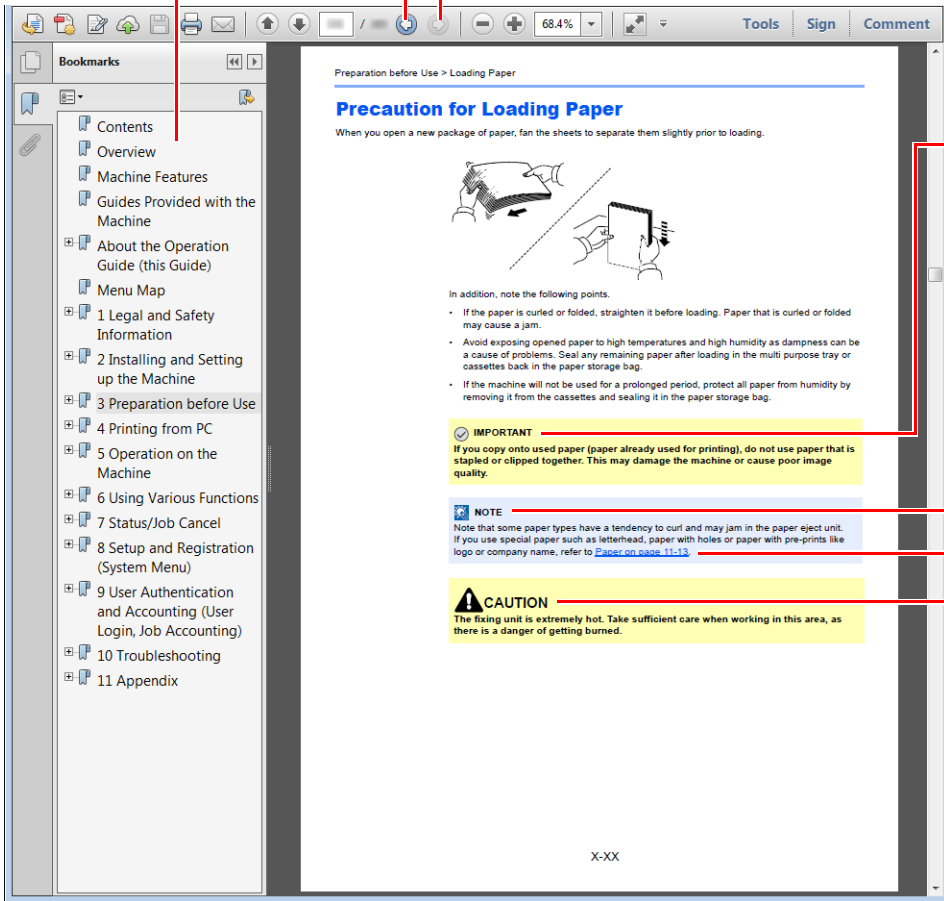 /
68.4%
Tools
Sign
Comment
Bookmarks
Contents
Overview
Machine Features
Guides Provided with the
Machine
About the Operation
Guide (this Guide)
Menu Map
1 Legal and Safety
Information
2 Installing and Setting
up the Machine
3 Preparation before Use
4 Printing from PC
5 Operation on the
Machine
6 Using Various Functions
7 Status/Job Cancel
8 Setup and Registration
(System Menu)
9 User Authentication
and Accounting (User
Login, Job Accounting)
10 Troubleshooting
11 Appendix
Preparation before Use > Loading Paper
Precaution for Loading Paper
When you open a new package of paper, fan the sheets to separate them slightly prior to loading.
In addition, note the following points.
• If the paper is curled or folded, straighten it before loading. Paper that is curled or folded
may cause a jam.
• Avoid exposing opened paper to high temperatures and high humidity as dampness can be
a cause of problems. Seal any remaining paper after loading in the multi purpose tray or
cassettes back in the paper storage bag.
• If the machine will not be used for a prolonged period, protect all paper from humidity by
removing it from the cassettes and sealing it in the paper storage bag.
IMPORTANT
If you copy onto used paper (paper already used for printing), do not use paper that is
stapled or clipped together. This may damage the machine or cause poor image
quality.
NOTE
Note that some paper types have a tendency to curl and may jam in the paper eject unit.
If you use special paper such as letterhead, paper with holes or paper with pre-prints like
logo or company name, refer to Paper on page 11-13.
CAUTION
The fixing unit is extremely hot. Take sufficient care when working in this area, as
there is a danger of getting burned.
X-XX